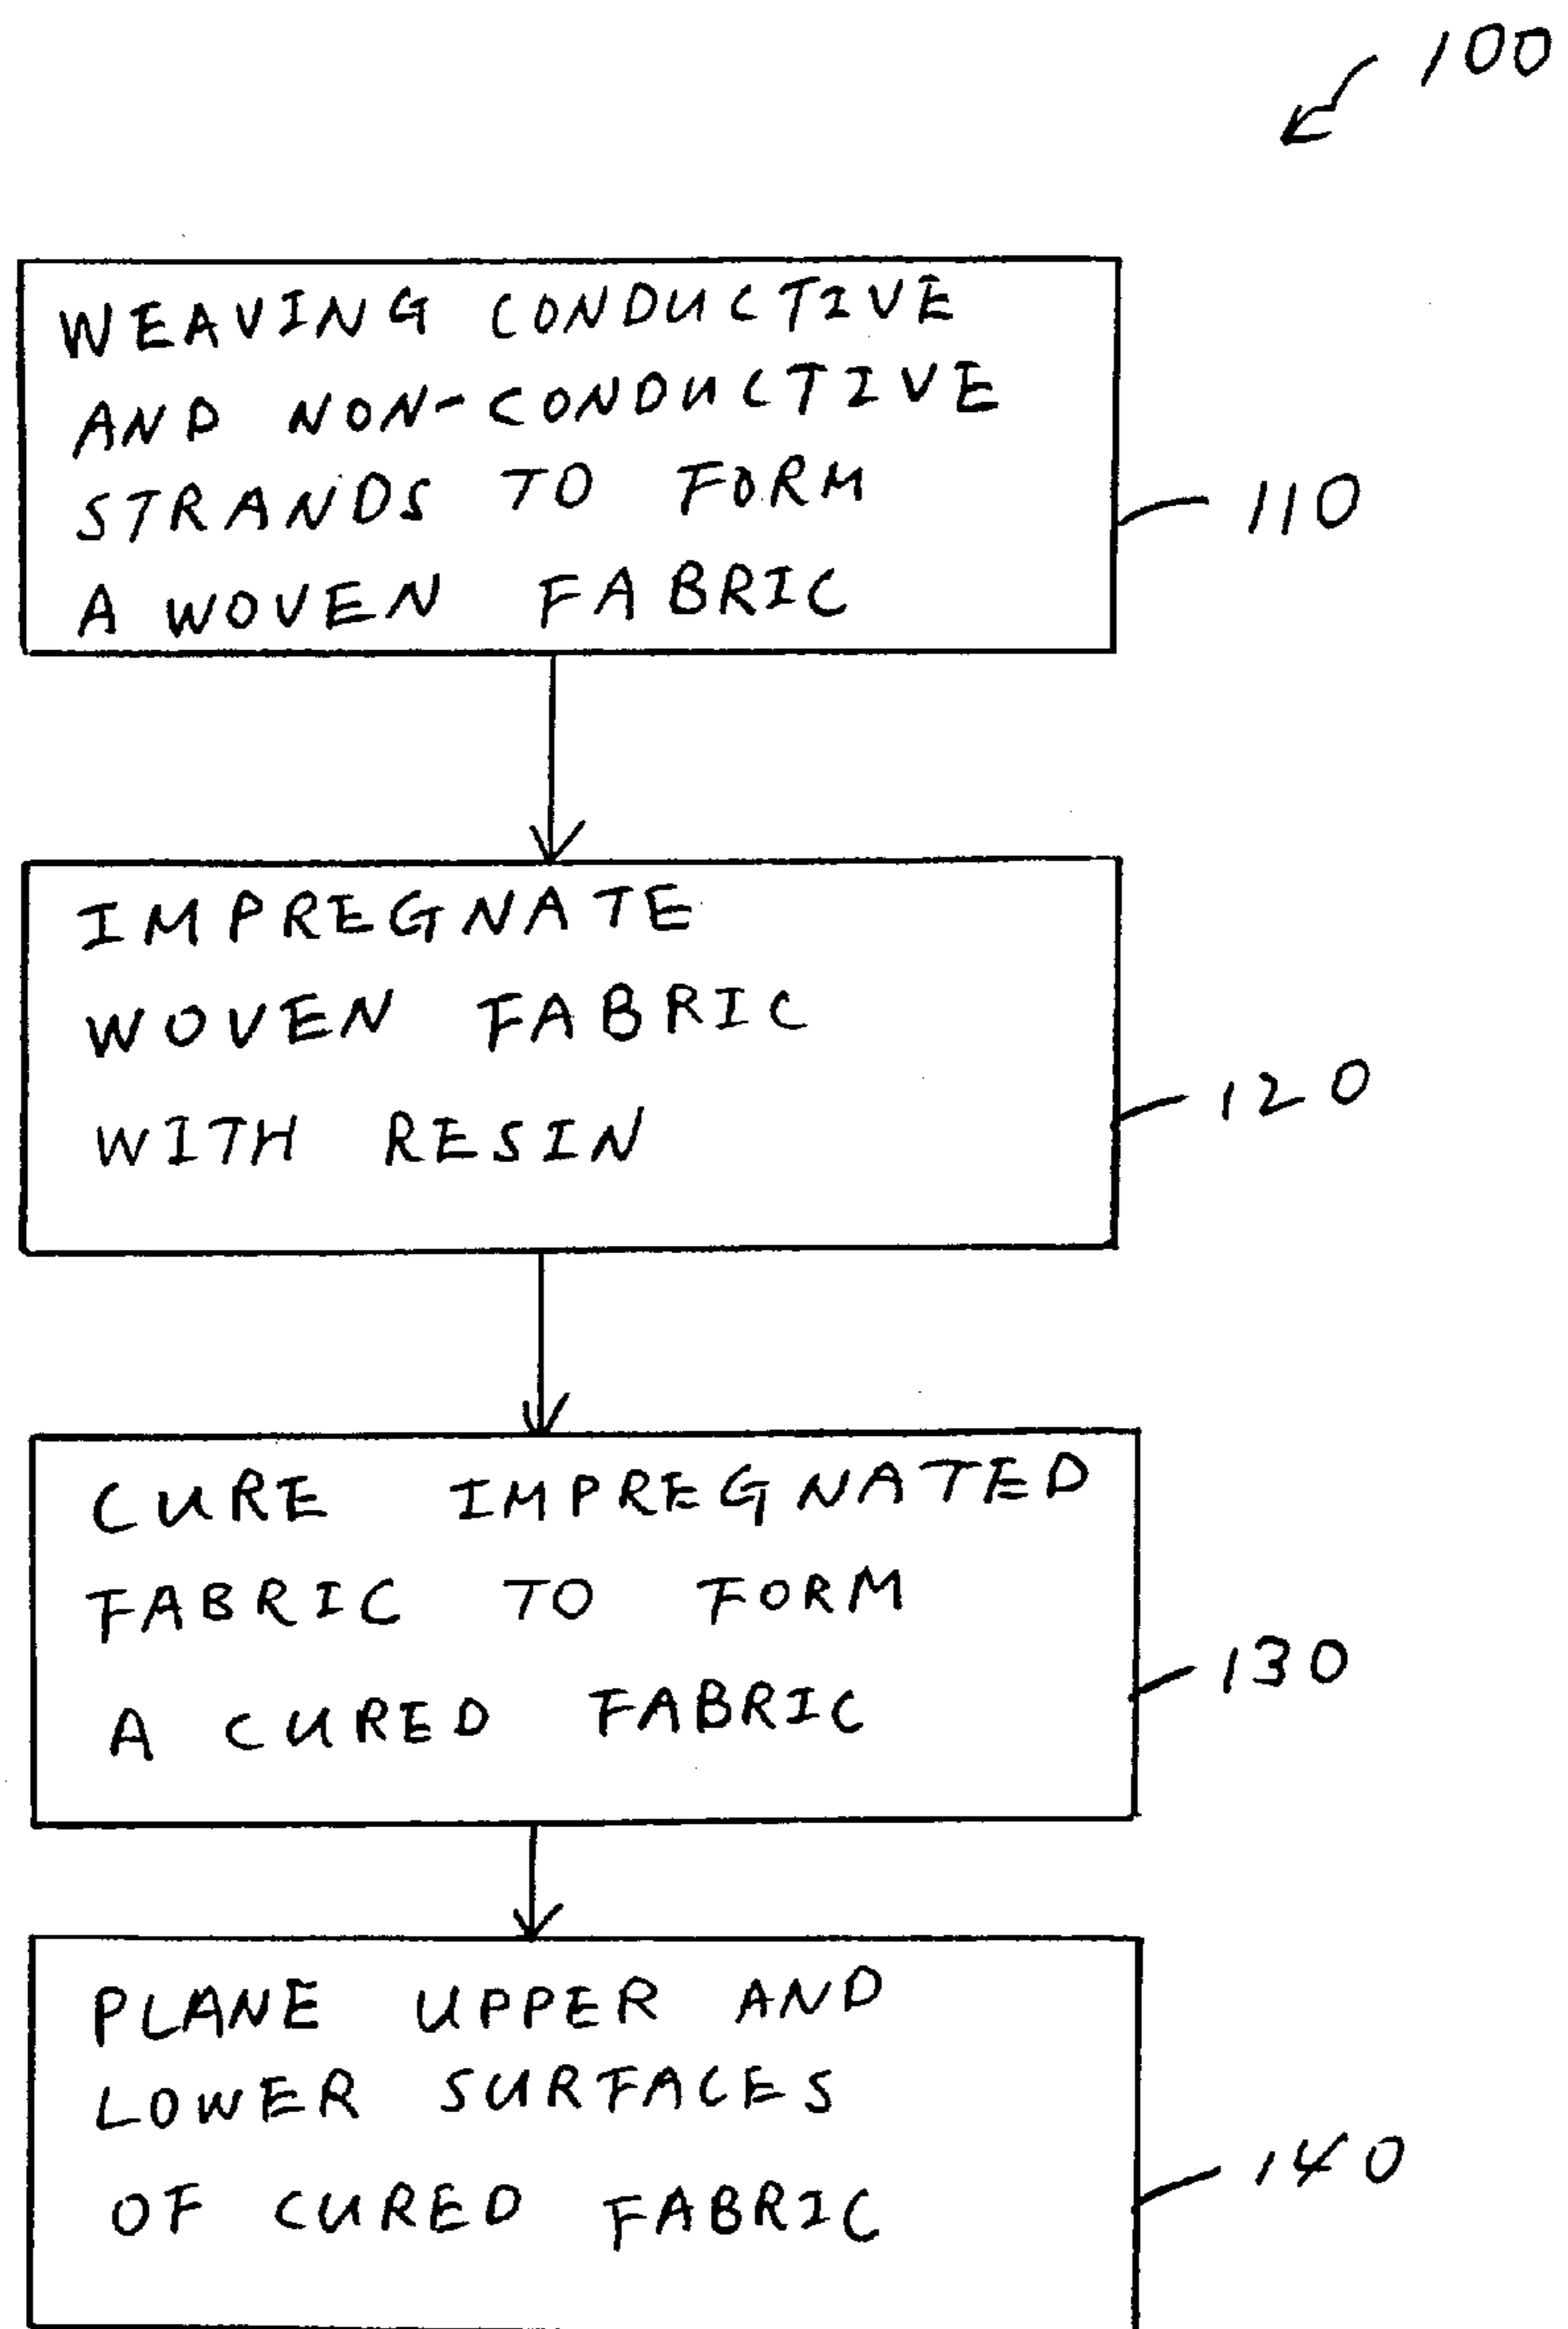 100
WEAVING CONDUCTIVE
AND NON-CONDUCTIVE
STRANDS TO FORM
A WOVEN FABRIC
110
IMPREGNATE
WOVEN FABRIC
WITH RESIN
120
CURE IMPREGNATED
FABRIC TO FORM
A CURED FABRIC
130
PLANE UPPER AND
LOWER SURFACES
OF CURED FABRIC
140